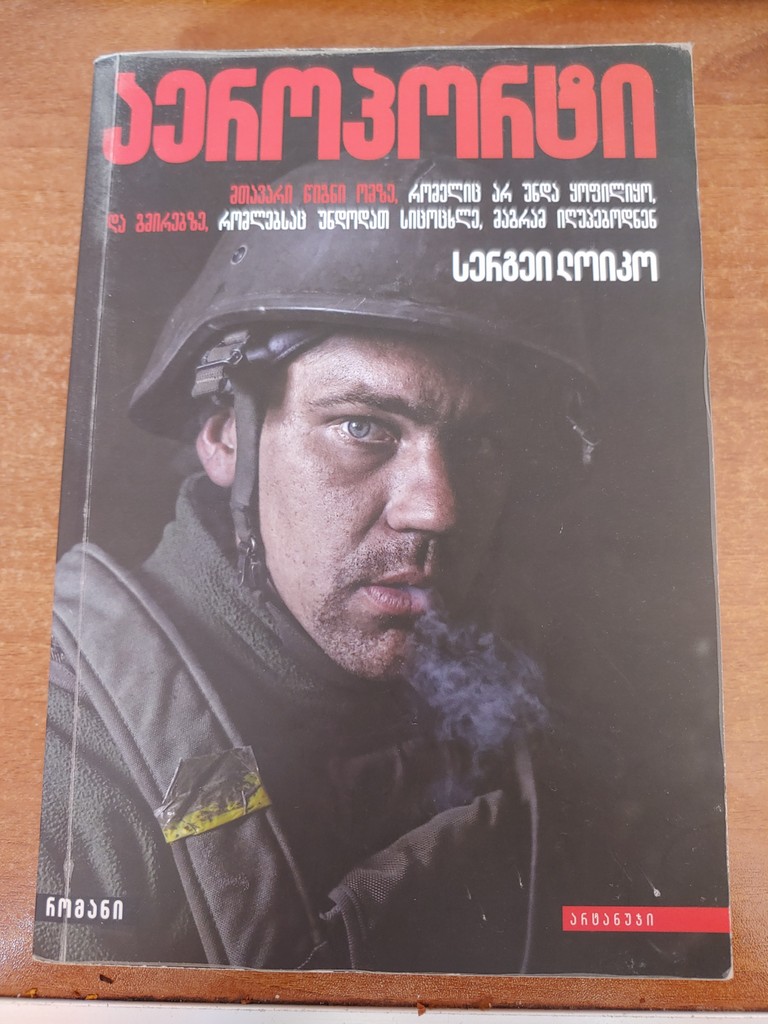 აეროპორტი
მთავარი წიგნი ომზე, რომელიც არ უნდა ყოფილიყო,
და გმირებზე, რომლებსაც უნდოდათ სიცოცხლე, მაგრამ იღუპებოდნენ
სერგეი ლოიკო
რომანი
არტანუჯი